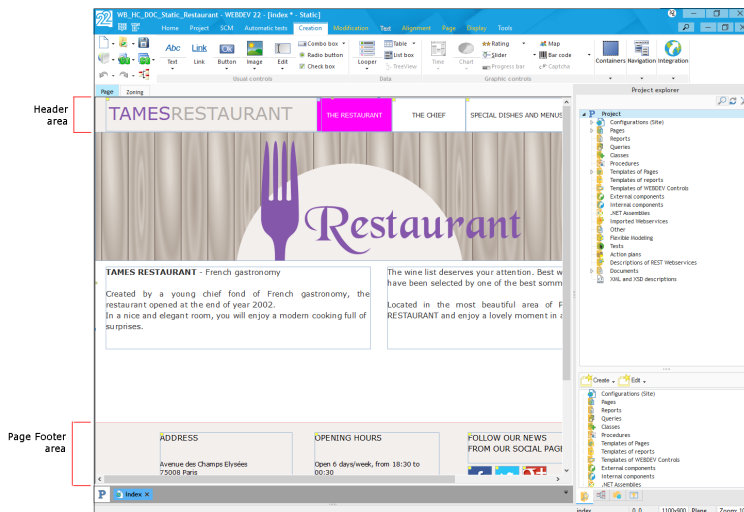 WB_HC_DOC_Static_Restaurant - WEBDEV 22 - [index * - Static]
Home Project SCM Automatic tests Creation Modification Text Alignment Page Display Tools
Abc Link Ok
Text Link Button Image Edit
Combo box
Radio button
Check box
Looper
Table
List box
TreeView
Time Chart
Rating
Slider
Progress bar
Map
Bar code
Captcha
Containers Navigation Integration
Usual controls Data Graphic controls
Page Zoning
Project explorer
Header
area
TAMESRESTAURANT THE RESTAURANT THE CHIEF SPECIAL DISHES AND MENUS
Restaurant
TAMES RESTAURANT - French gastronomy
Created by a young chief fond of French gastronomy, the
restaurant opened at the end of year 2002.
In a nice and elegant room, you will enjoy a modern cooking full of
surprises.
The wine list deserves your attention. Best w
have been selected by one of the best somm
Located in the most beautiful area of P
RESTAURANT and enjoy a lovely moment in a
Page Footer
area
ADDRESS
Avenue des Champs Elysées
75008 Paris
OPENING HOURS
Open 6 days/week, from 18:30 to
00:30
FOLLOW OUR NEWS
FROM OUR SOCIAL PAGE
index ×
Project
Configurations (Site)
Pages
Reports
Queries
Classes
Procedures
Templates of Pages
Templates of reports
Templates of WEBDEV Controls
External components
Internal components
.NET Assemblies
Imported Webservices
Other
Flexible Modeling
Tests
Action plans
Descriptions of REST Webservices
Documents
XML and XSD descriptions
Create Edit
Configurations (Site)
Pages
Reports
Queries
Classes
Procedures
Templates of Pages
Templates of reports
Templates of WEBDEV Controls
External components
Internal components
.NET Assemblies
index 0,0 1100x900 Plane Zoom: 10